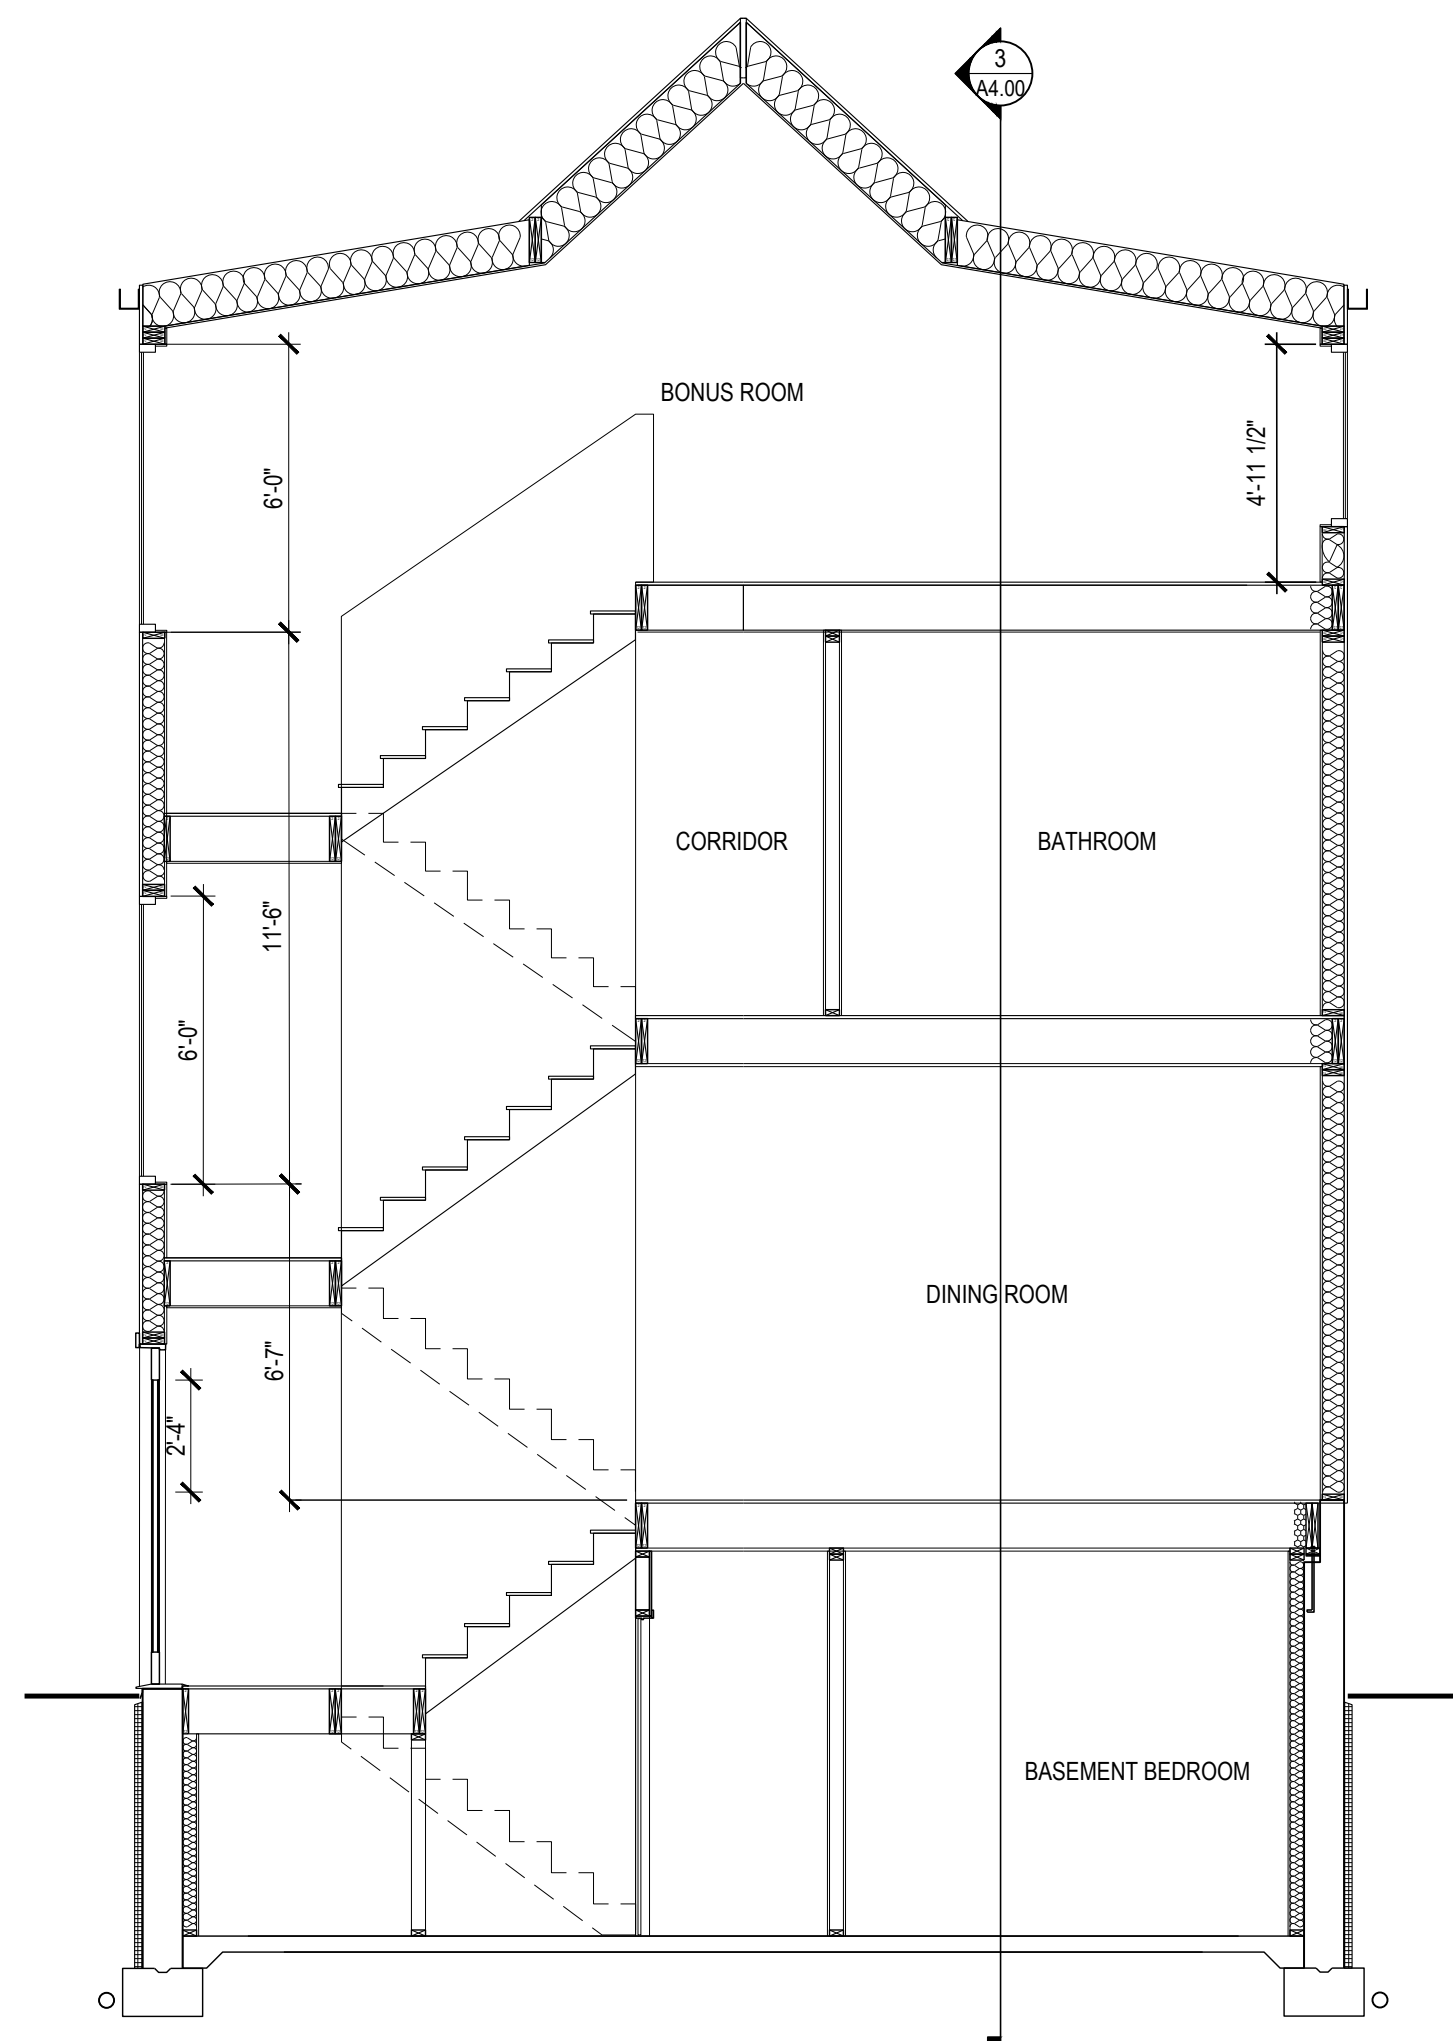 3
A4.00
BONUS ROOM
6'-0"
4'-11 1/2"
CORRIDOR
BATHROOM
11'-6"
6'-0"
DINING ROOM
6'-7"
2'-4"
BASEMENT BEDROOM